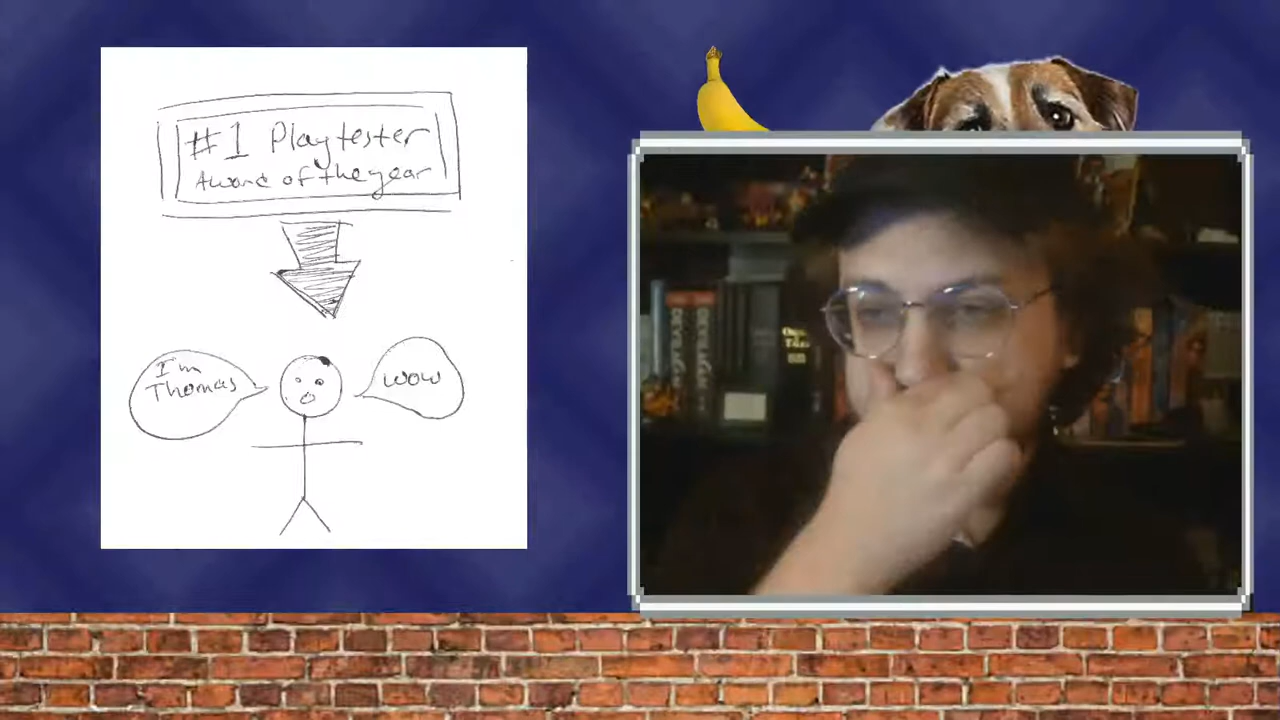 #1 Playtester
Award of the year
I'm
Thomas
wow